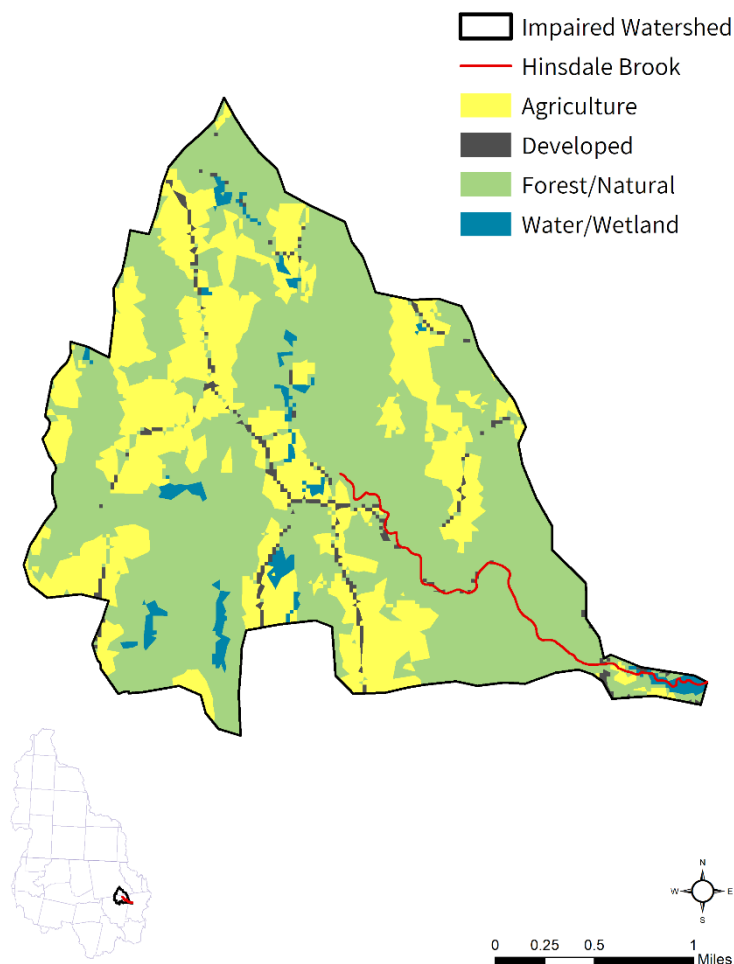 Impaired Watershed
Hinsdale Brook
Agriculture
Developed
Forest/Natural
Water/Wetland
N
W E
S
0 0.25 0.5 1
Miles